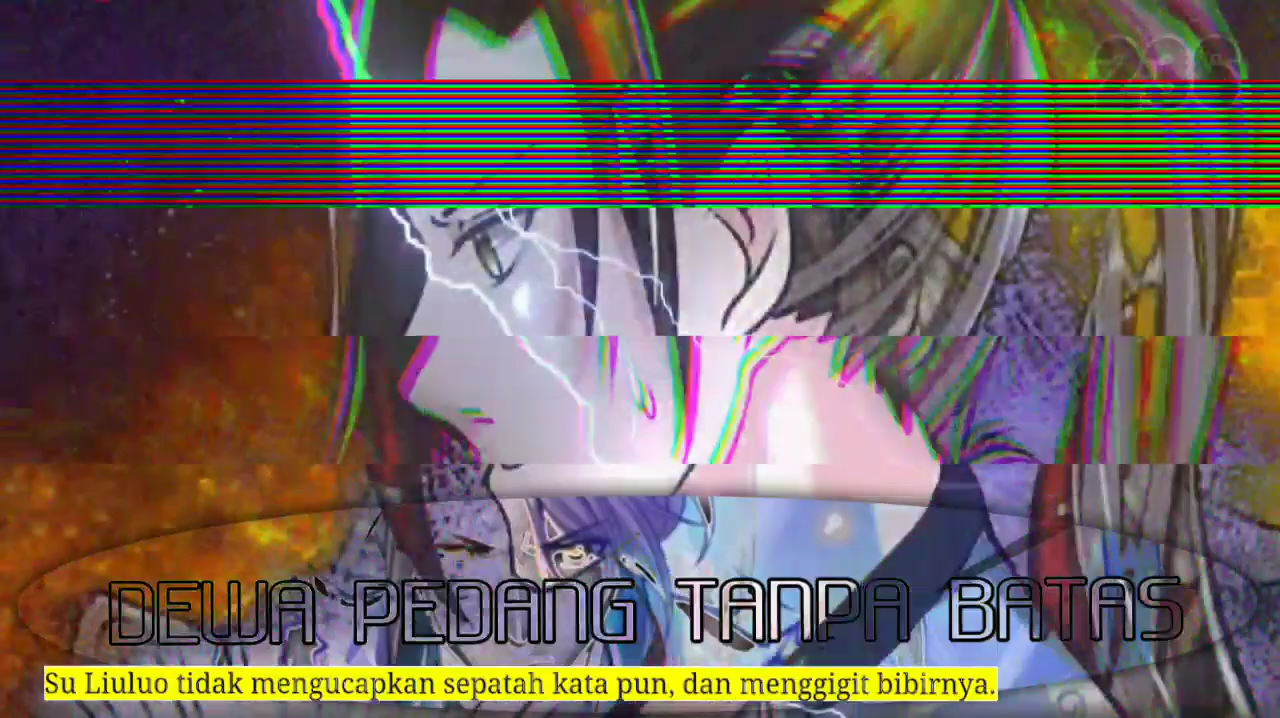 DEWA PEDANG TANPA BATAS
Su Liuluo tidak mengucapkan sepatah kata pun, dan menggigit bibirnya.